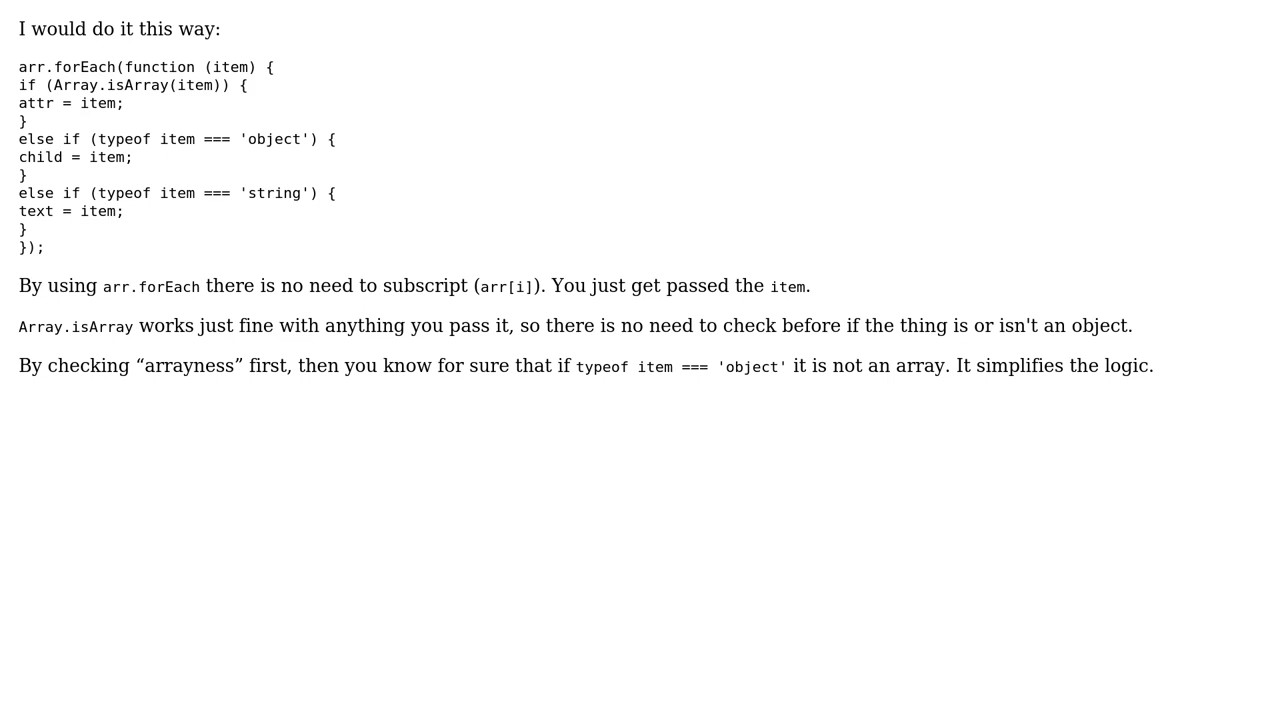 I would do it this way:
arr.forEach(function (item) {
if (Array.isArray(item)) {
attr = item;
}
else if (typeof item === 'object') {
child = item;
}
else if (typeof item === 'string') {
text = item;
}
});
By using arr.forEach there is no need to subscript (arr[i]). You just get passed the item.
Array.isArray works just fine with anything you pass it, so there is no need to check before if the thing is or isn't an object.
By checking “arrayness” first, then you know for sure that if typeof item === 'object' it is not an array. It simplifies the logic.